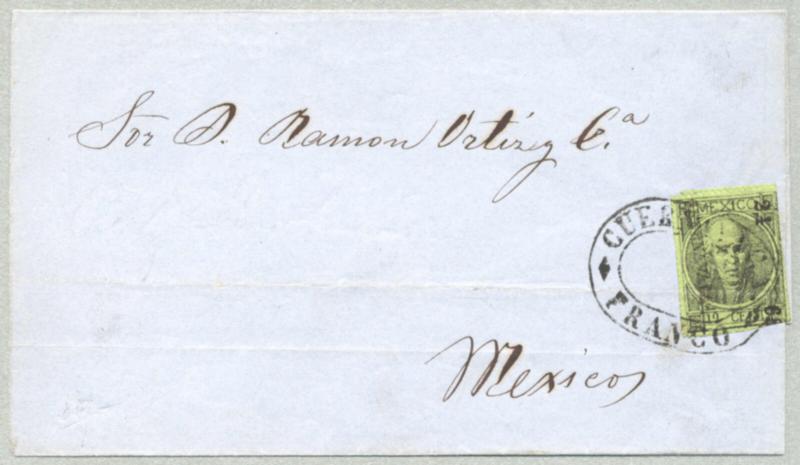 Sor D. Ramon Ortiz y Cª
MEXICO
FRANCO
Mexico